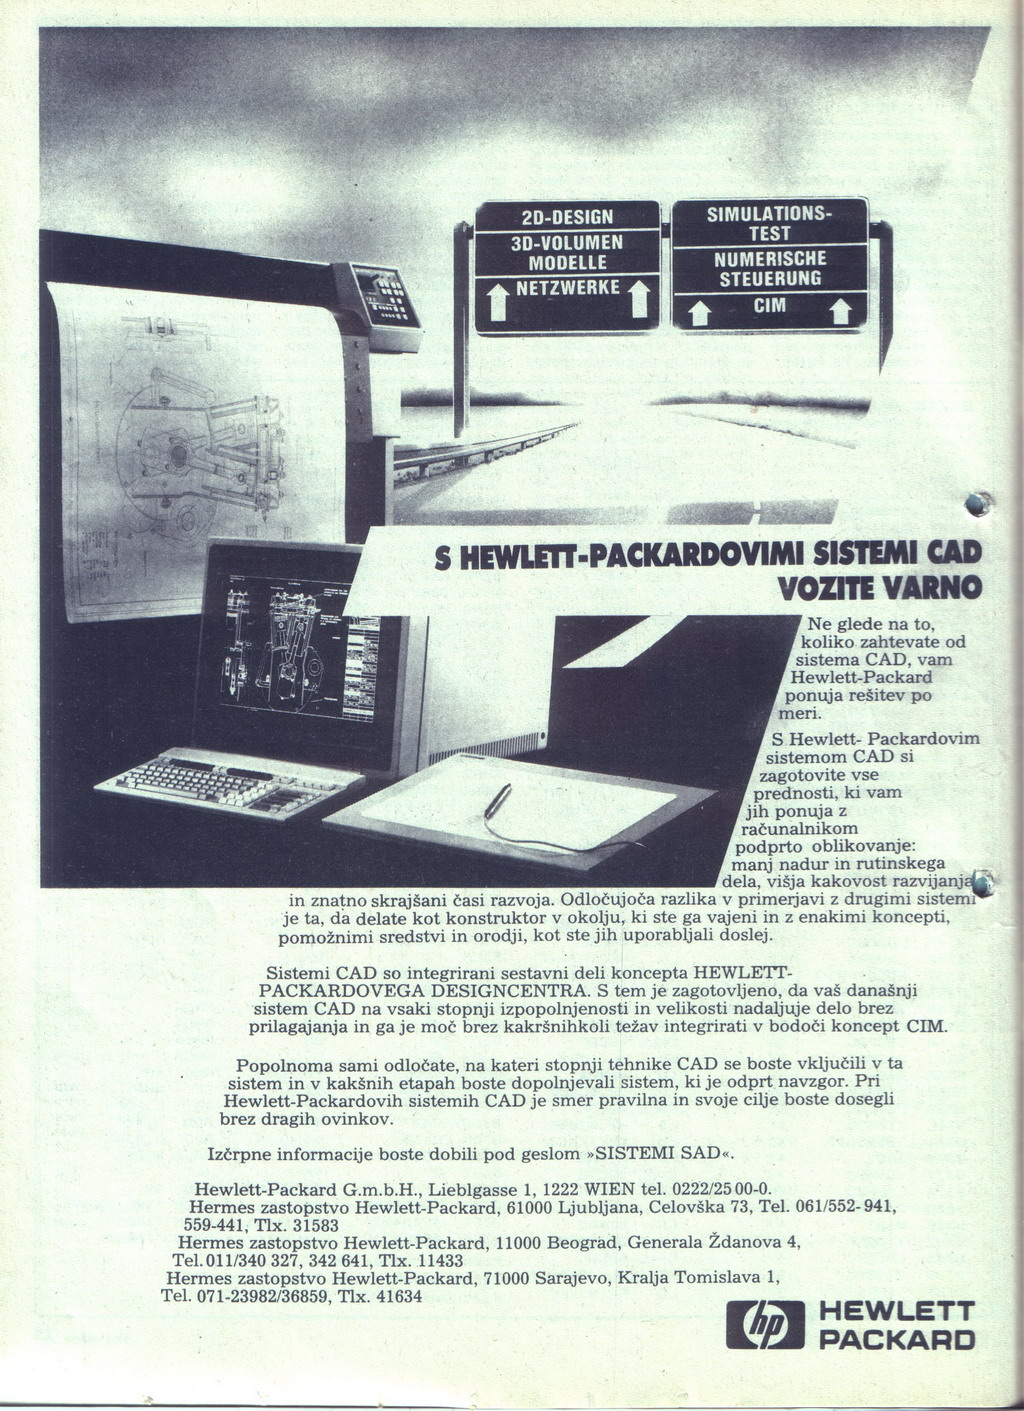 2D-DESIGN
3D-VOLUMEN
MODELLE
NETZWERKE
SIMULATIONS-
TEST
NUMERISCHE
STEUERUNG
CIM
S HEWLETT-PACKARDOVIMI SISTEMI CAD
VOZITE VARNO
Ne glede na to,
koliko zahtevate od
sistema CAD, vam
Hewlett-Packard
ponuja rešitev po
meri.
S Hewlett- Packardovim
sistemom CAD si
zagotovite vse
prednosti, ki vam
jih ponuja z
računalnikom
podprto oblikovanje:
manj nadur in rutinskega
dela, višja kakovost razvijanja
in znatno skrajšani časi razvoja. Odločujoča razlika v primerjavi z drugimi sistemi
je ta, da delate kot konstruktor v okolju, ki ste ga vajeni in z enakimi koncepti,
pomožnimi sredstvi in orodji, kot ste jih uporabljali doslej.
Sistemi CAD so integrirani sestavni deli koncepta HEWLETT-
PACKARDOVEGA DESIGNCENTRA. S tem je zagotovljeno, da vaš današnji
sistem CAD na vsaki stopnji izpopolnjenosti in velikosti nadaljuje delo brez
prilagajanja in ga je moč brez kakršnihkoli težav integrirati v bodoči koncept CIM.
Popolnoma sami odločate, na kateri stopnji tehnike CAD se boste vključili v ta
sistem in v kakšnih etapah boste dopolnjevali sistem, ki je odprt navzgor. Pri
Hewlett-Packardovih sistemih CAD je smer pravilna in svoje cilje boste dosegli
brez dragih ovinkov.
Izčrpne informacije boste dobili pod geslom »SISTEMI SAD«.
Hewlett-Packard G.m.b.H., Lieblgasse 1, 1222 WIEN tel. 0222/25 00-0.
Hermes zastopstvo Hewlett-Packard, 61000 Ljubljana, Celovška 73, Tel. 061/552-941,
559-441, Tlx. 31583
Hermes zastopstvo Hewlett-Packard, 11000 Beograd, Generala Ždanova 4,
Tel. 011/340 327, 342 641, Tlx. 11433
Hermes zastopstvo Hewlett-Packard, 71000 Sarajevo, Kralja Tomislava 1,
Tel. 071-23982/36859, Tlx. 41634
hp HEWLETT
PACKARD